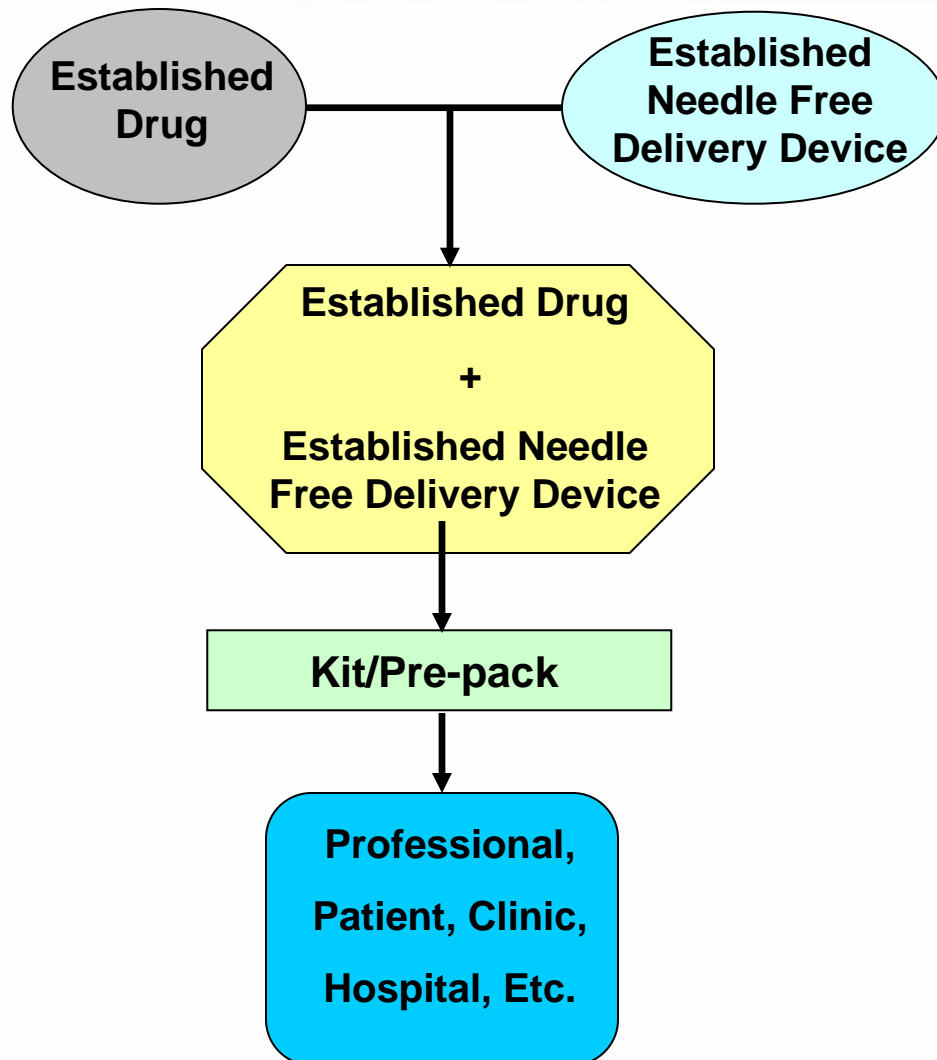 Established
Drug
Established
Needle Free
Delivery Device
Established Drug
+
Established Needle
Free Delivery Device
Kit/Pre-pack
Professional,
Patient, Clinic,
Hospital, Etc.